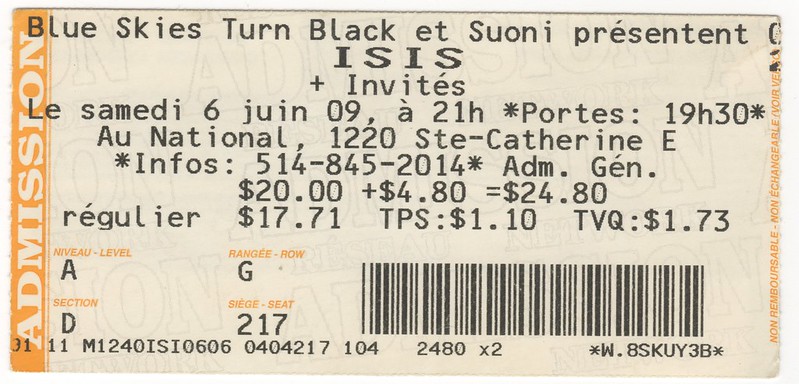 Blue Skies Turn Black et Suoni présentent
ISIS
+ Invités
Le samedi 6 juin 09, à 21h *Portes: 19h30*
Au National, 1220 Ste-Catherine E
*Infos: 514-845-2014* Adm. Gén.
$20.00 +$4.80 =$24.80
régulier $17.71 TPS:$1.10 TVQ:$1.73
NIVEAU - LEVEL RANGÉE - ROW
A G
SECTION SIÈGE - SEAT
D 217
11 M1240ISI0606 0404217 104 2480 x2 *W.8SKUY3B*
ADMISSION
NON REMBOURSABLE - NON ÉCHANGEABLE (VOIR VERSO)